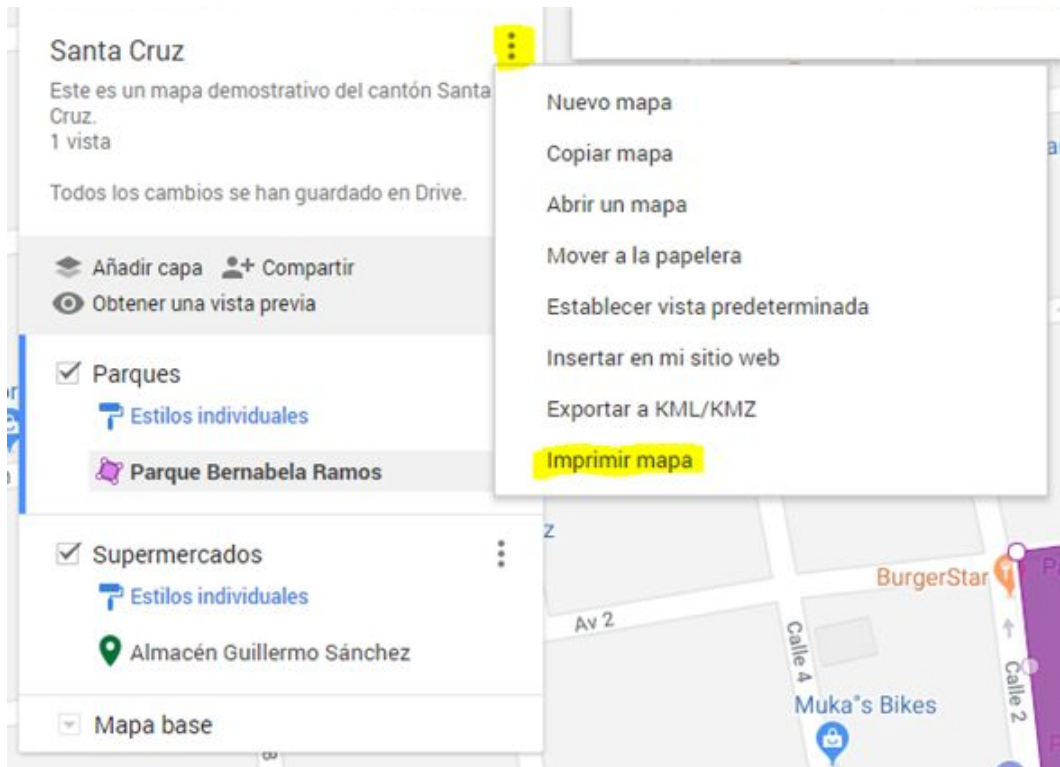 Santa Cruz
Este es un mapa demostrativo del cantón Santa
Cruz.
1 vista
Todos los cambios se han guardado en Drive.
Añadir capa Compartir
Obtener una vista previa
Parques
Estilos individuales
Parque Bernabela Ramos
Supermercados
Estilos individuales
Almacén Guillermo Sánchez
Mapa base
Nuevo mapa
Copiar mapa
Abrir un mapa
Mover a la papelera
Establecer vista predeterminada
Insertar en mi sitio web
Exportar a KML/KMZ
Imprimir mapa
BurgerStar
Av 2
Calle 4
Calle 2
Muka"s Bikes